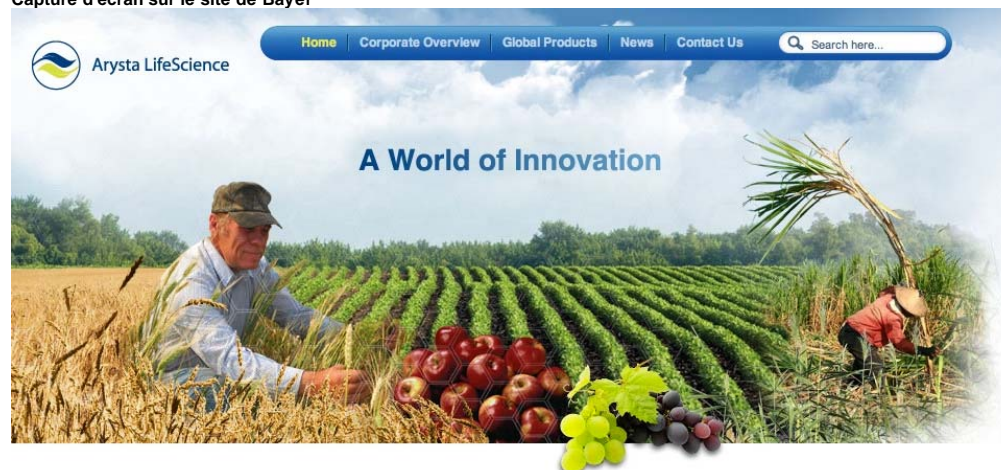 Capture d'écran sur le site de Bayer
Home Corporate Overview Global Products News Contact Us Search here...
Arysta LifeScience
A World of Innovation